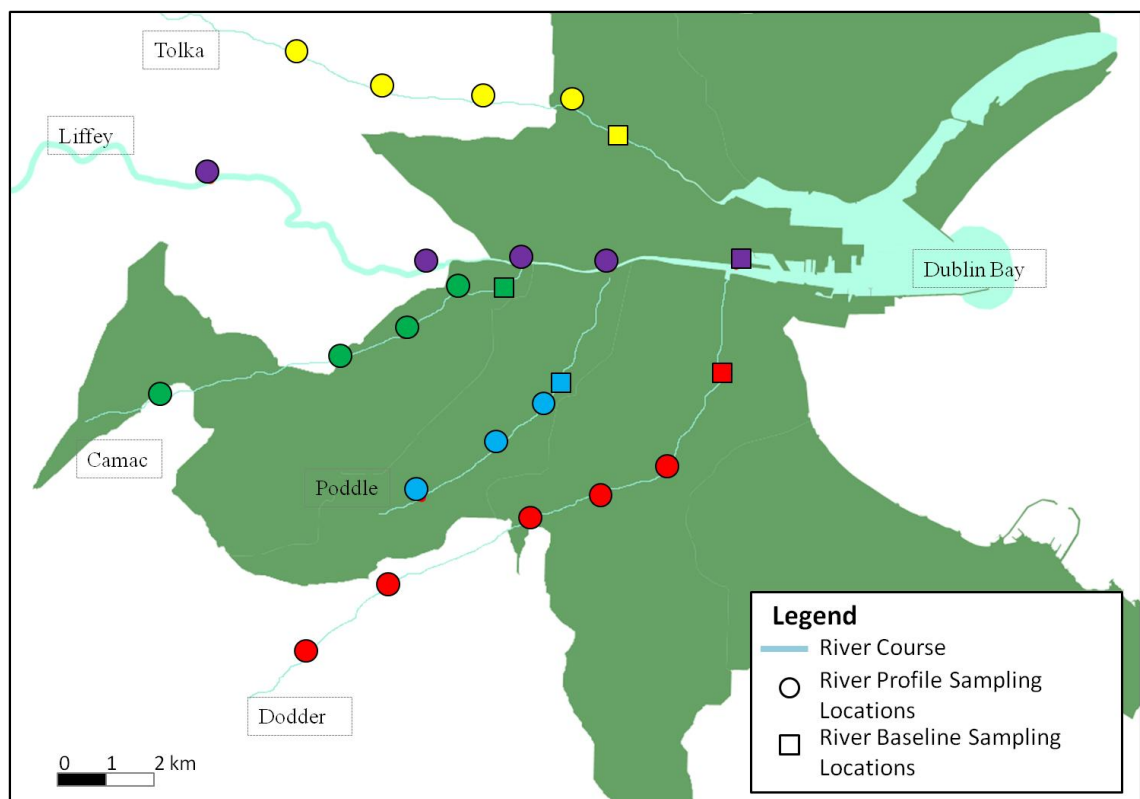 Tolka
Liffey
Dublin Bay
Camac
Poddle
Dodder
0 1 2 km
Legend
River Course
River Profile Sampling
Locations
River Baseline Sampling
Locations